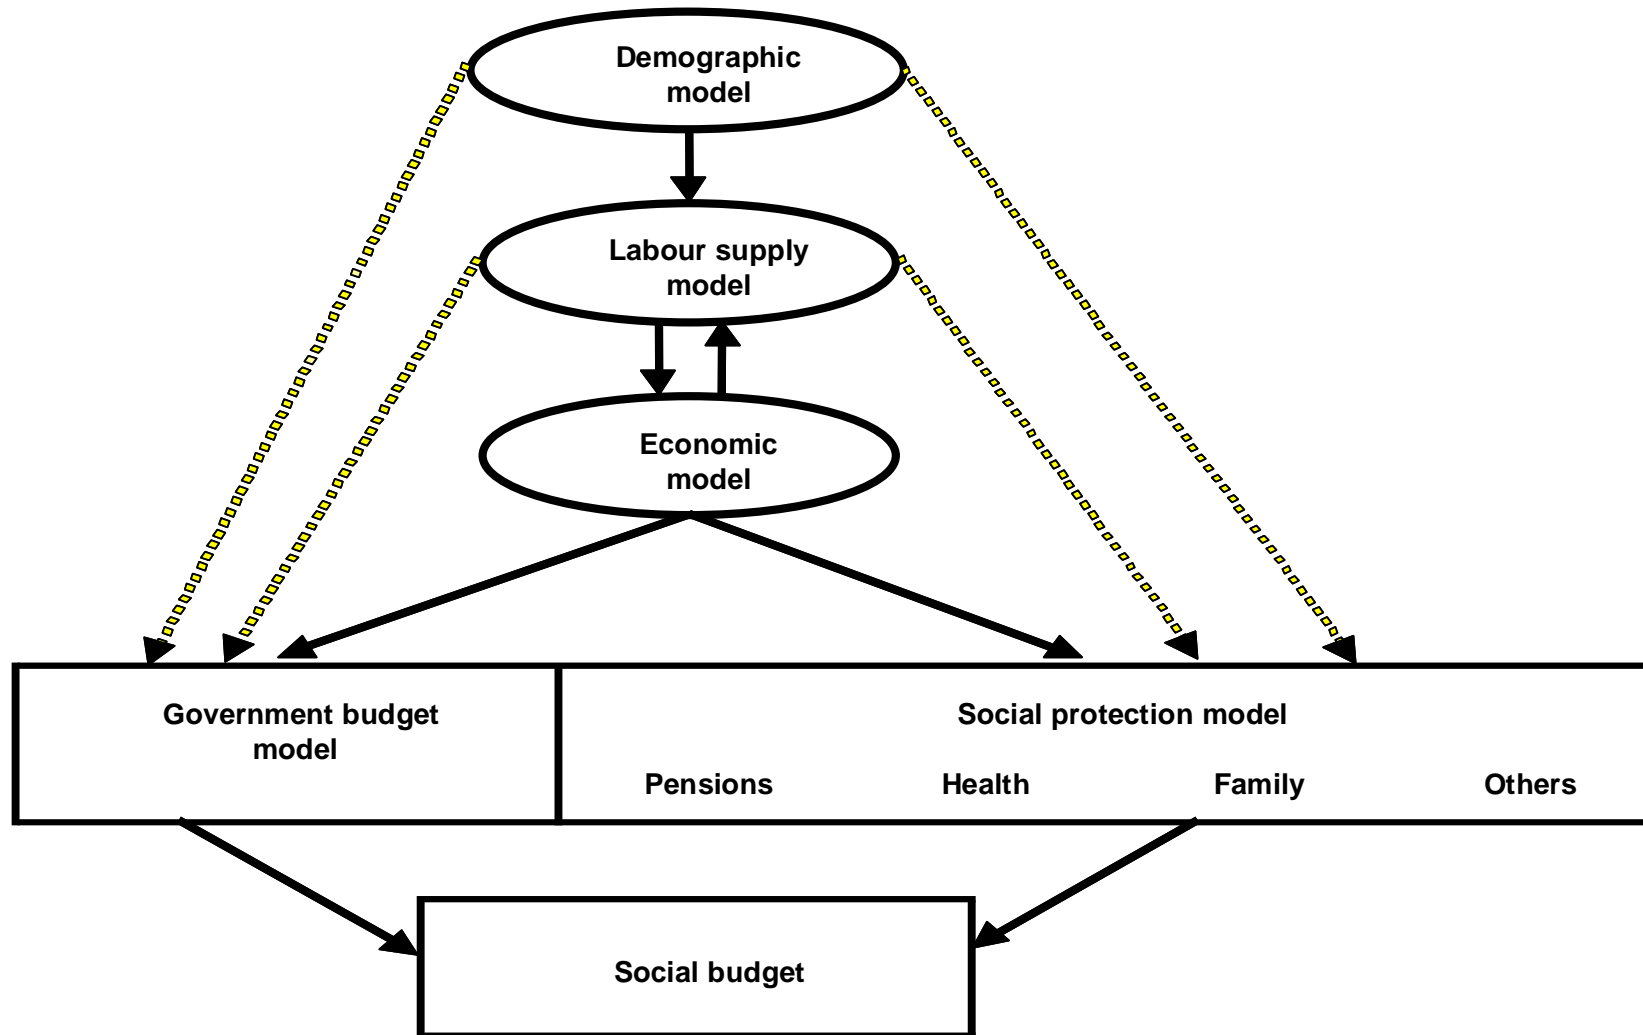 Demographic
model
Labour supply
model
Economic
model
Government budget
model
Social protection model
Pensions Health Family Others
Social budget